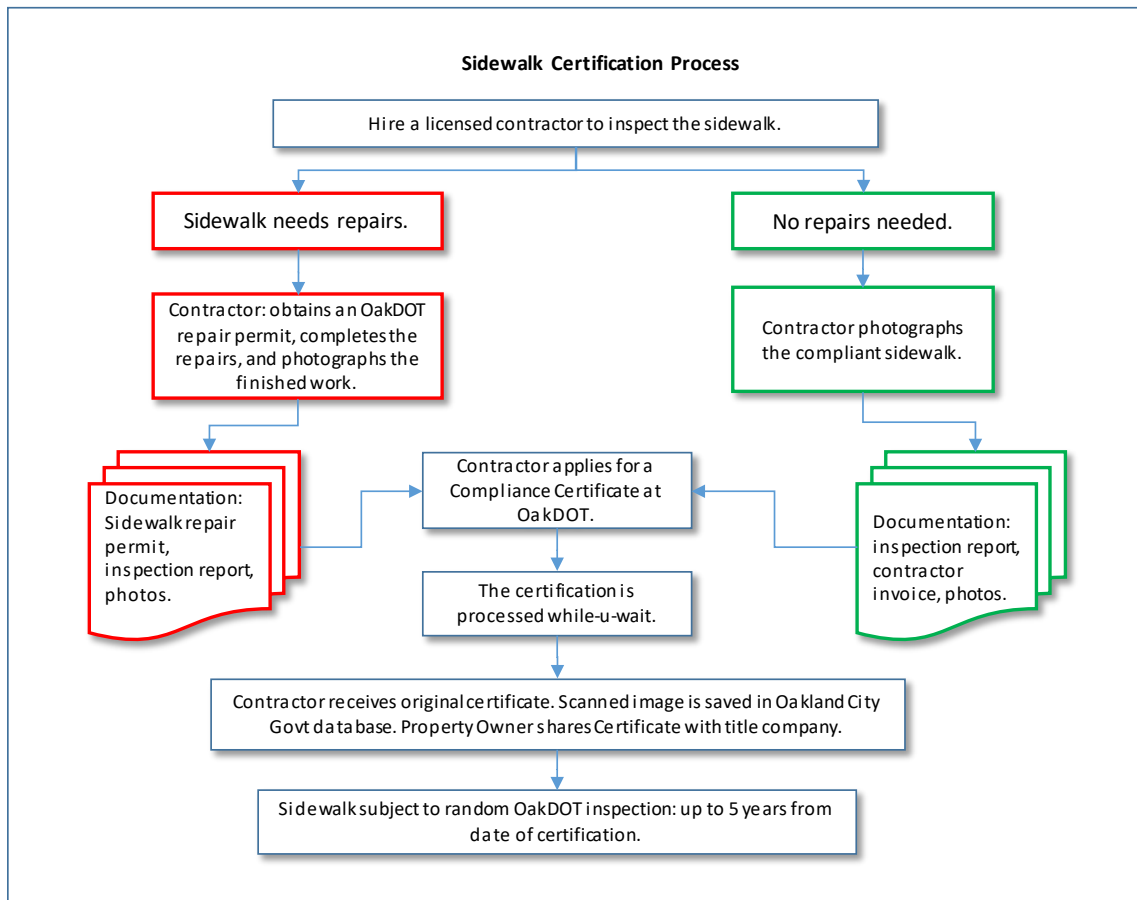 Sidewalk Certification Process
Hire a licensed contractor to inspect the sidewalk.
Sidewalk needs repairs.
No repairs needed.
Contractor: obtains an OakDOT
repair permit, completes the
repairs, and photographs the
finished work.
Contractor photographs
the compliant sidewalk.
Documentation:
Sidewalk repair
permit,
inspection report,
photos.
Contractor applies for a
Compliance Certificate at
OakDOT.
Documentation:
inspection report,
contractor
invoice, photos.
The certification is
processed while-u-wait.
Contractor receives original certificate. Scanned image is saved in Oakland City
Govt database. Property Owner shares Certificate with title company.
Sidewalk subject to random OakDOT inspection: up to 5 years from
date of certification.